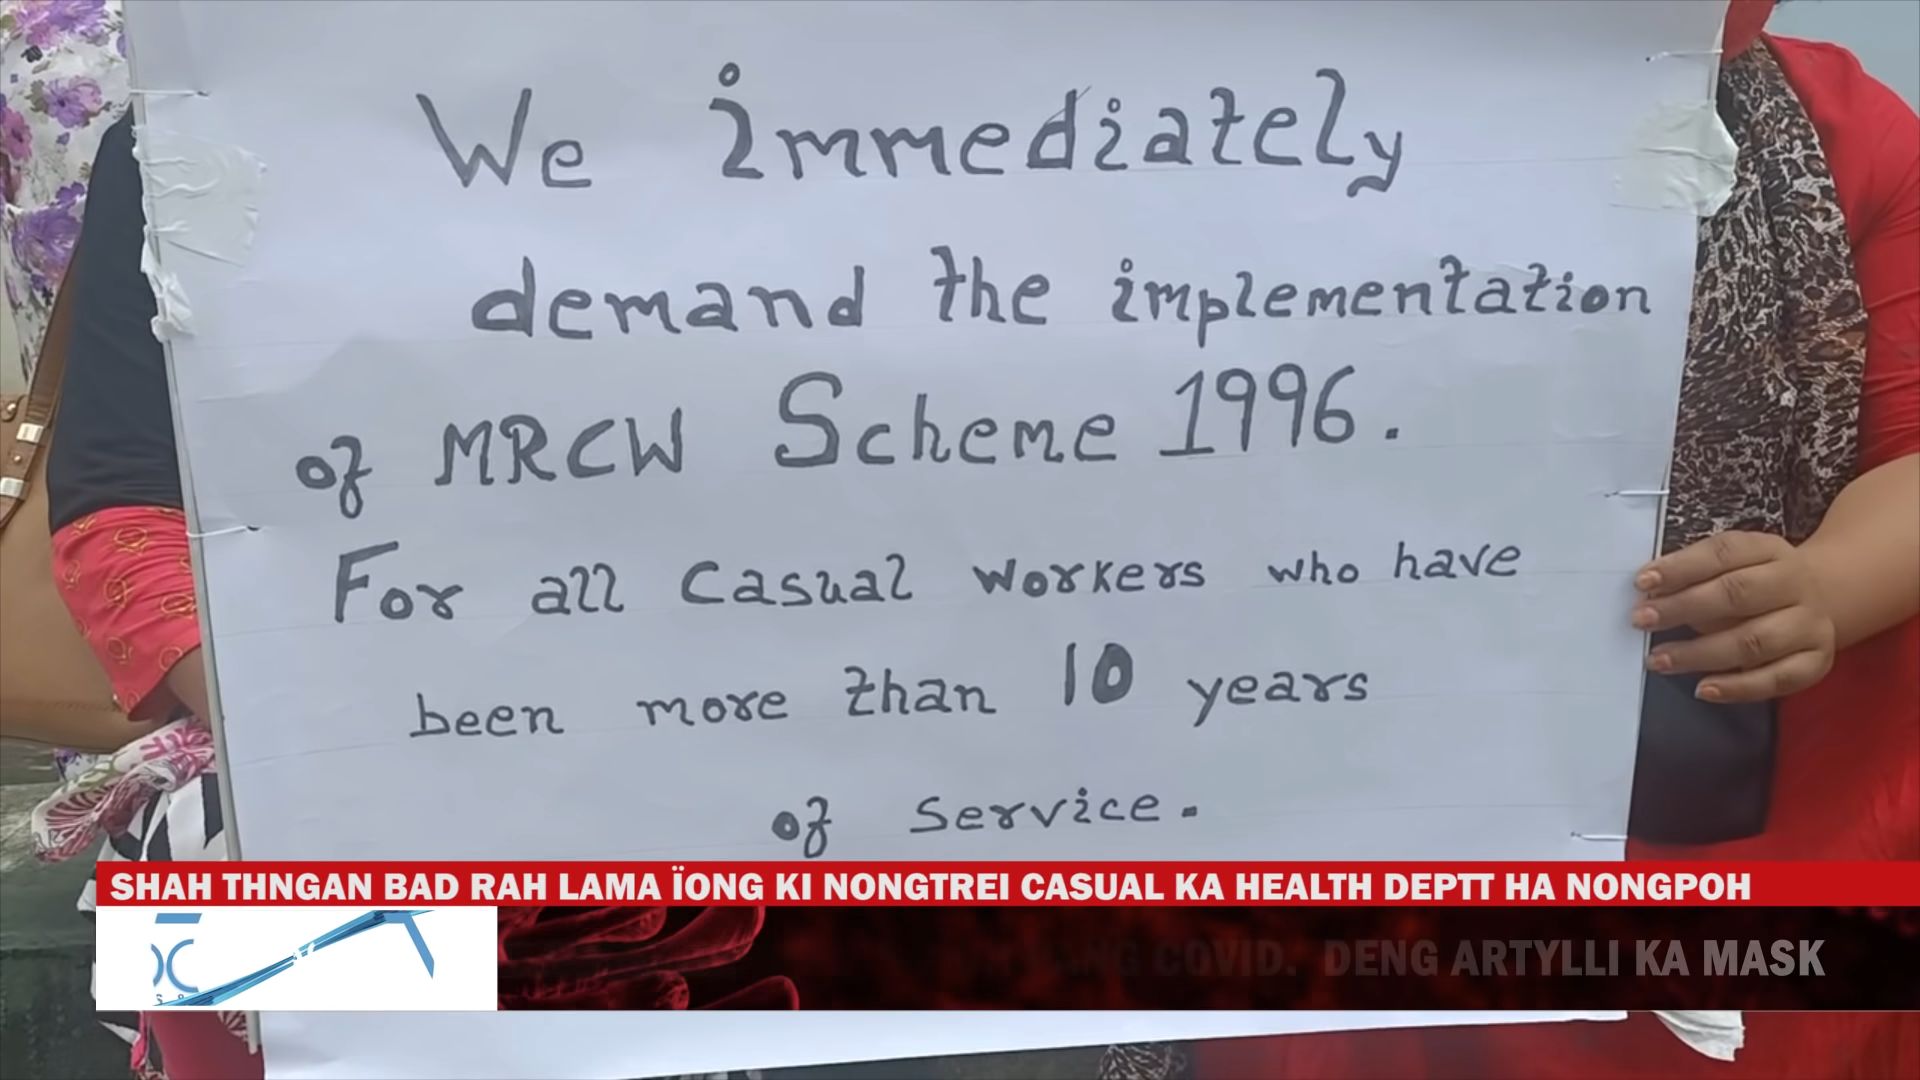 We immediately
demand the implementation
of MRCW Scheme 1996.
For all casual workers who have
been more than 10 years
of service.
SHAH THNGAN BAD RAH LAMA ÏONG KI NONGTREI CASUAL KA HEALTH DEPTT HA NONGPOH
COVID. DENG ARTYLLI KA MASK